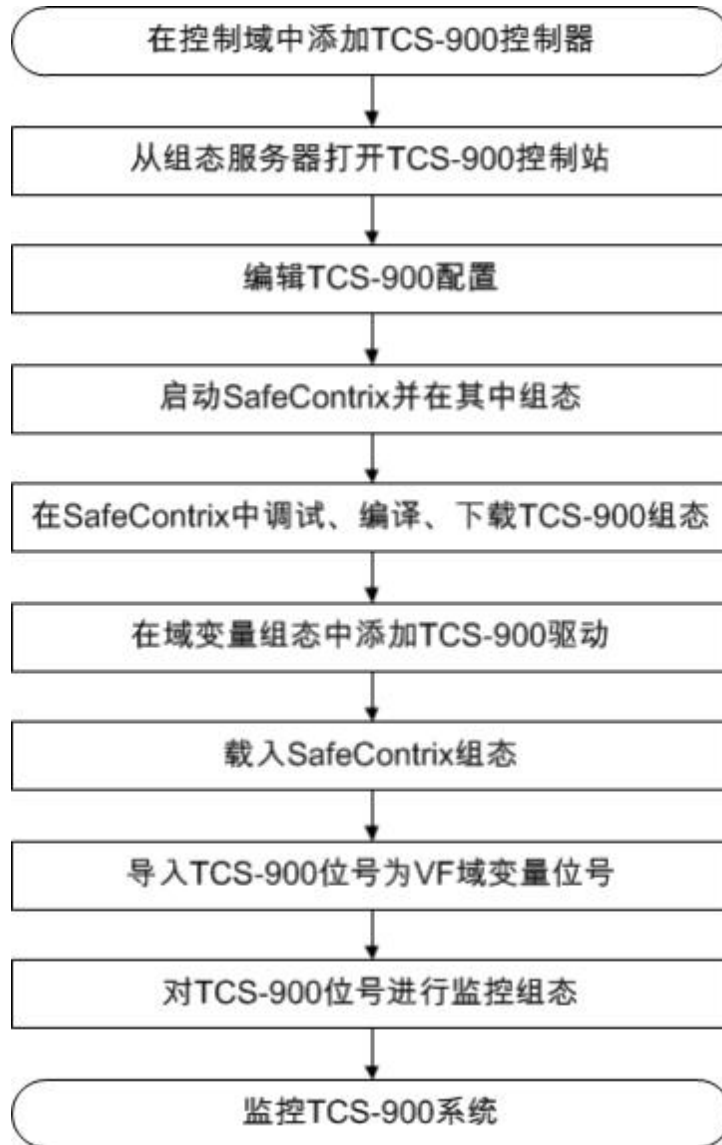 在控制域中添加TCS-900控制器
从组态服务器打开TCS-900控制站
编辑TCS-900配置
启动SafeContrix并在其中组态
在SafeContrix中调试、编译、下载TCS-900组态
在域变量组态中添加TCS-900驱动
载入SafeContrix组态
导入TCS-900位号为VF域变量位号
对TCS-900位号进行监控组态
监控TCS-900系统